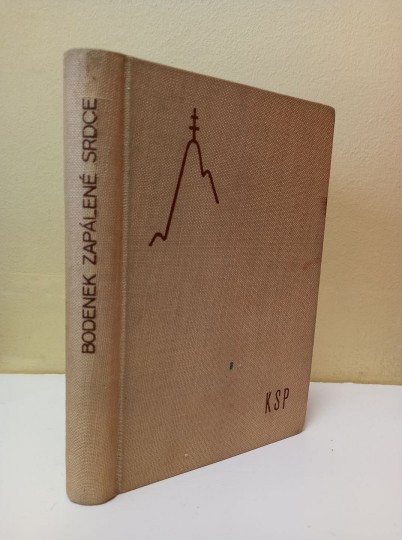 BODENEK ZAPÁLENÉ SRDCE
KSP